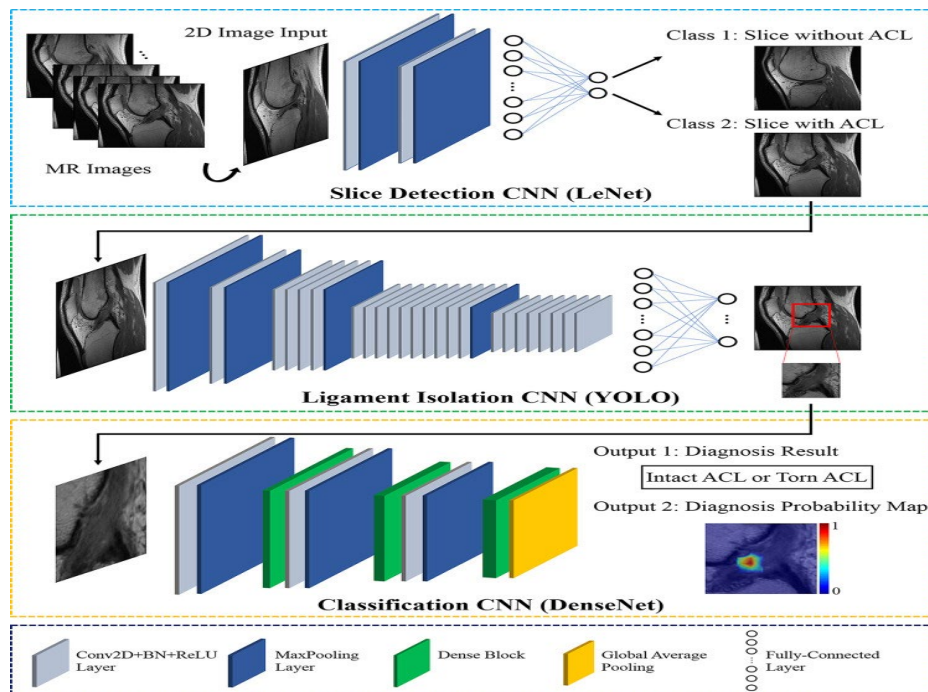 2D Image Input
MR Images
Class 1: Slice without ACL
Class 2: Slice with ACL
Slice Detection CNN (LeNet)
Ligament Isolation CNN (YOLO)
Output 1: Diagnosis Result
Intact ACL or Torn ACL
Output 2: Diagnosis Probability Map
1
0
Classification CNN (DenseNet)
Conv2D+BN+ReLU
Layer
MaxPooling
Layer
Dense Block
Global Average
Pooling
Fully-Connected
Layer